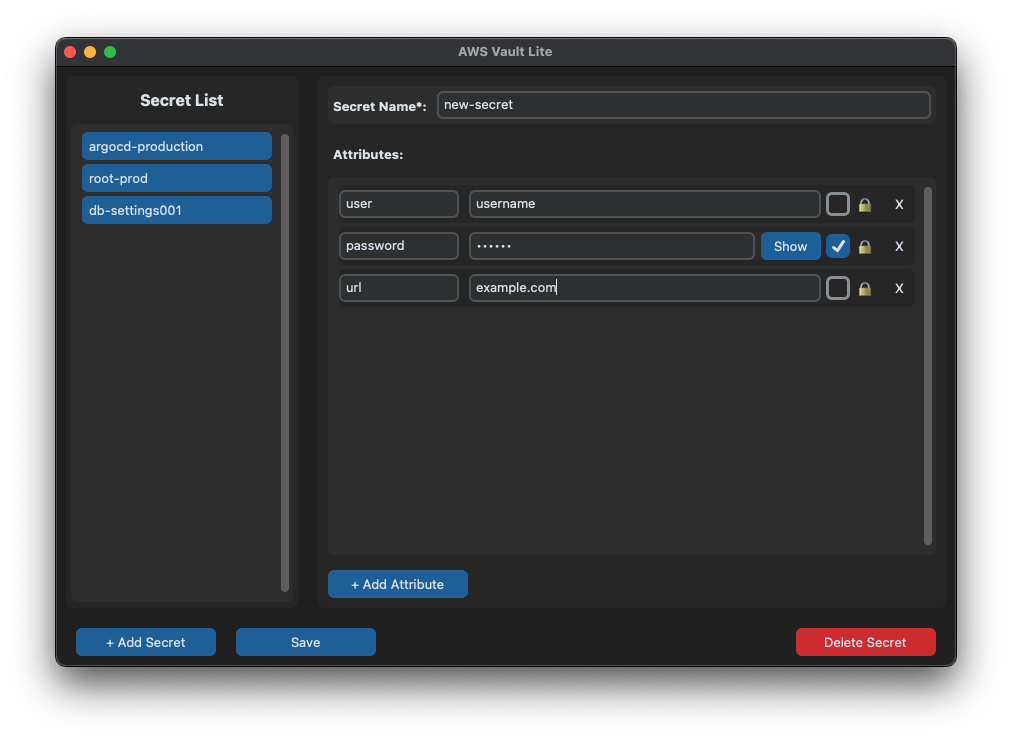 AWS Vault Lite
Secret List
argocd-production
root-prod
db-settings001
Secret Name*: new-secret
Attributes:
user username X
password •••••• Show X
url example.com X
+ Add Attribute
+ Add Secret Save Delete Secret